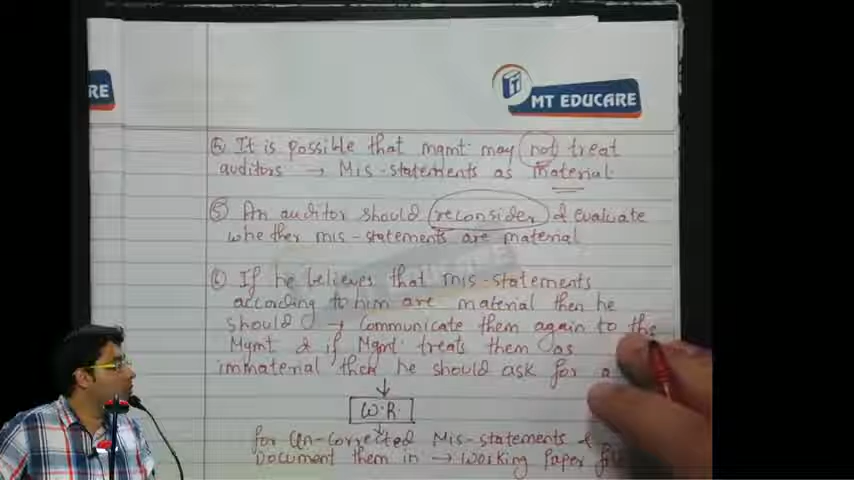 RE
MT EDUCARE
④ It is possible that mgmt. may not treat
auditors → Mis-statements as material
⑤ An auditor should reconsider & evaluate
whether mis-statements are material
⑥ If he believes that mis-statements
according to him are material then he
should → Communicate them again to the
Mgmt & if Mgmt. treats them as
immaterial then he should ask for a
↓
W.R.
↓
for Un-corrected Mis-statements &
Document them in → Working Paper